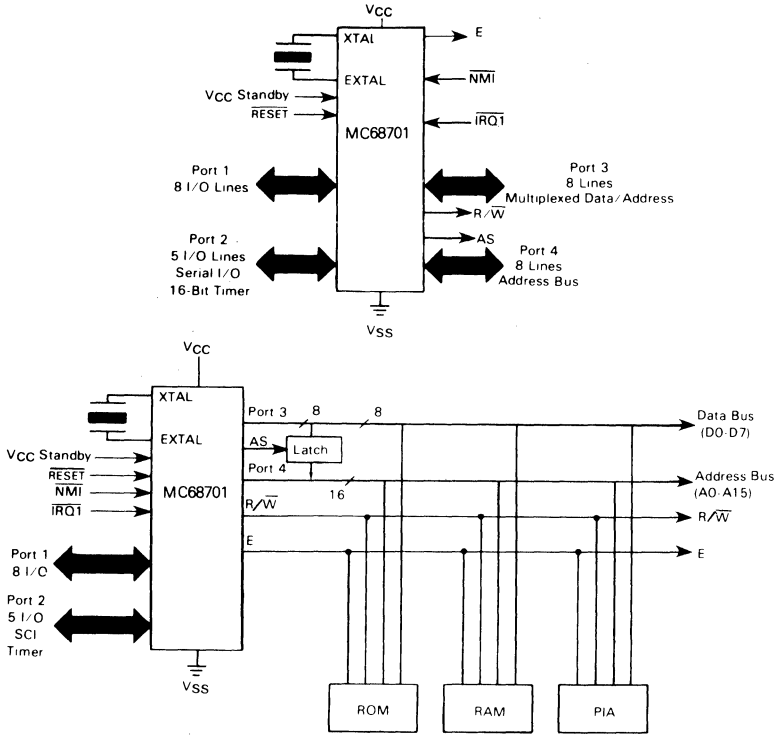 VCC
XTAL
E
EXTAL
NMI
VCC Standby
RESET
IRQ1
MC68701
Port 1
8 I/O Lines
Port 3
8 Lines
Multiplexed Data/Address
R/W
Port 2
5 I/O Lines
Serial I/O
16-Bit Timer
AS
Port 4
8 Lines
Address Bus
VSS
VCC
XTAL
EXTAL
VCC Standby
RESET
NMI
IRQ1
MC68701
Port 1
8 I/O
Port 2
5 I/O
SCI
Timer
VSS
Port 3
8
8
Data Bus
(D0-D7)
AS
Latch
Port 4
16
Address Bus
(A0-A15)
R/W
R/W
E
E
ROM
RAM
PIA